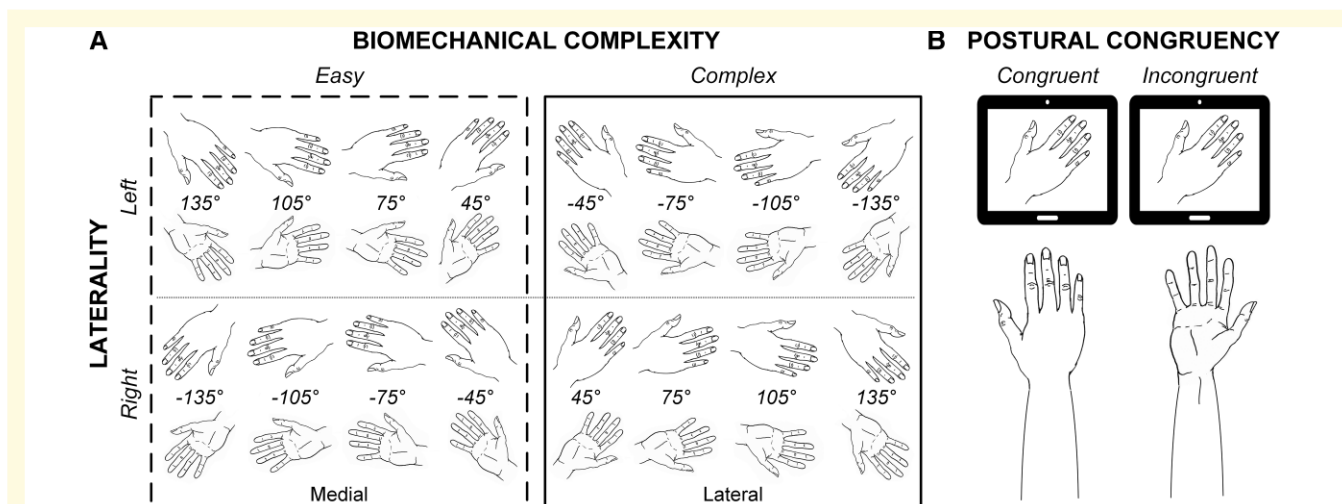 A BIOMECHANICAL COMPLEXITY
Easy Complex
LATERALITY
Left
135° 105° 75° 45° -45° -75° -105° -135°
Right
-135° -105° -75° -45° 45° 75° 105° 135°
Medial Lateral
B POSTURAL CONGRUENCY
Congruent Incongruent